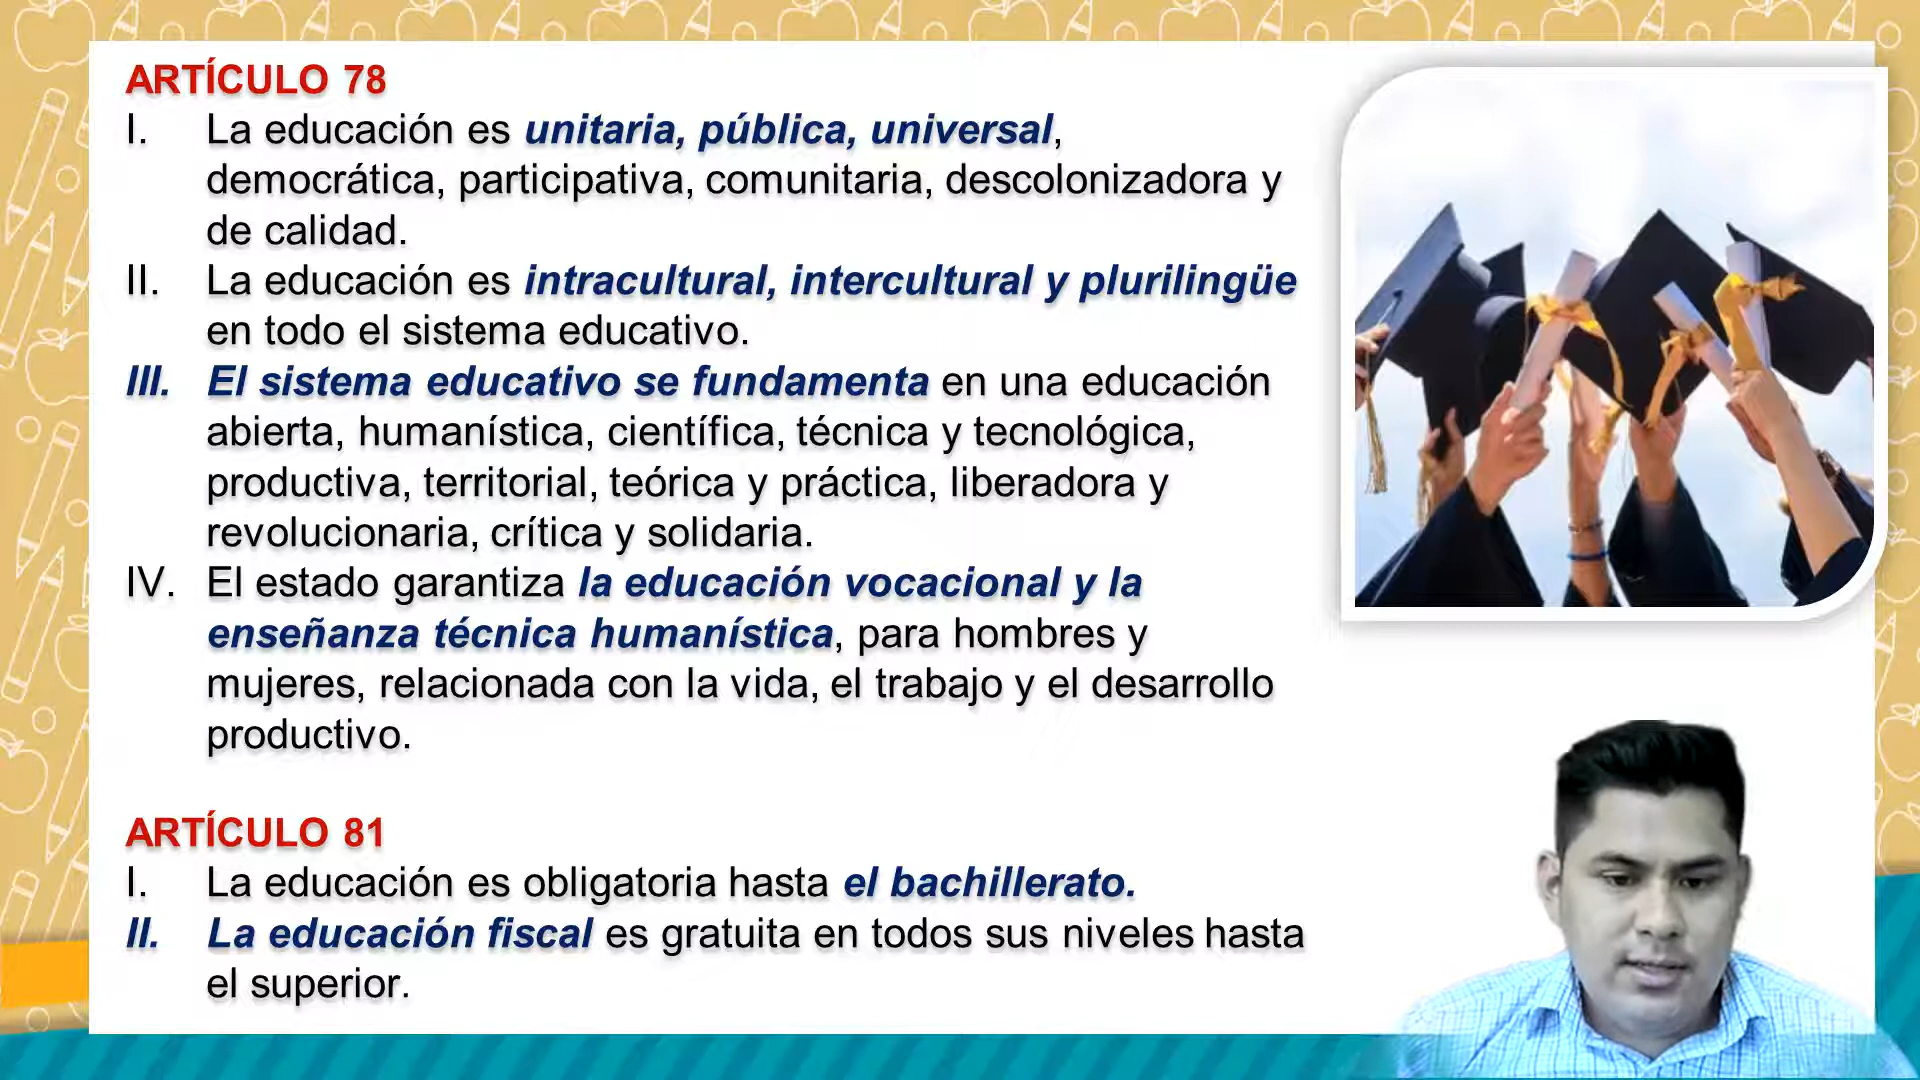 ARTÍCULO 78
I. La educación es unitaria, pública, universal,
democrática, participativa, comunitaria, descolonizadora y
de calidad.
II. La educación es intracultural, intercultural y plurilingüe
en todo el sistema educativo.
III. El sistema educativo se fundamenta en una educación
abierta, humanística, científica, técnica y tecnológica,
productiva, territorial, teórica y práctica, liberadora y
revolucionaria, crítica y solidaria.
IV. El estado garantiza la educación vocacional y la
enseñanza técnica humanística, para hombres y
mujeres, relacionada con la vida, el trabajo y el desarrollo
productivo.
ARTÍCULO 81
I. La educación es obligatoria hasta el bachillerato.
II. La educación fiscal es gratuita en todos sus niveles hasta
el superior.